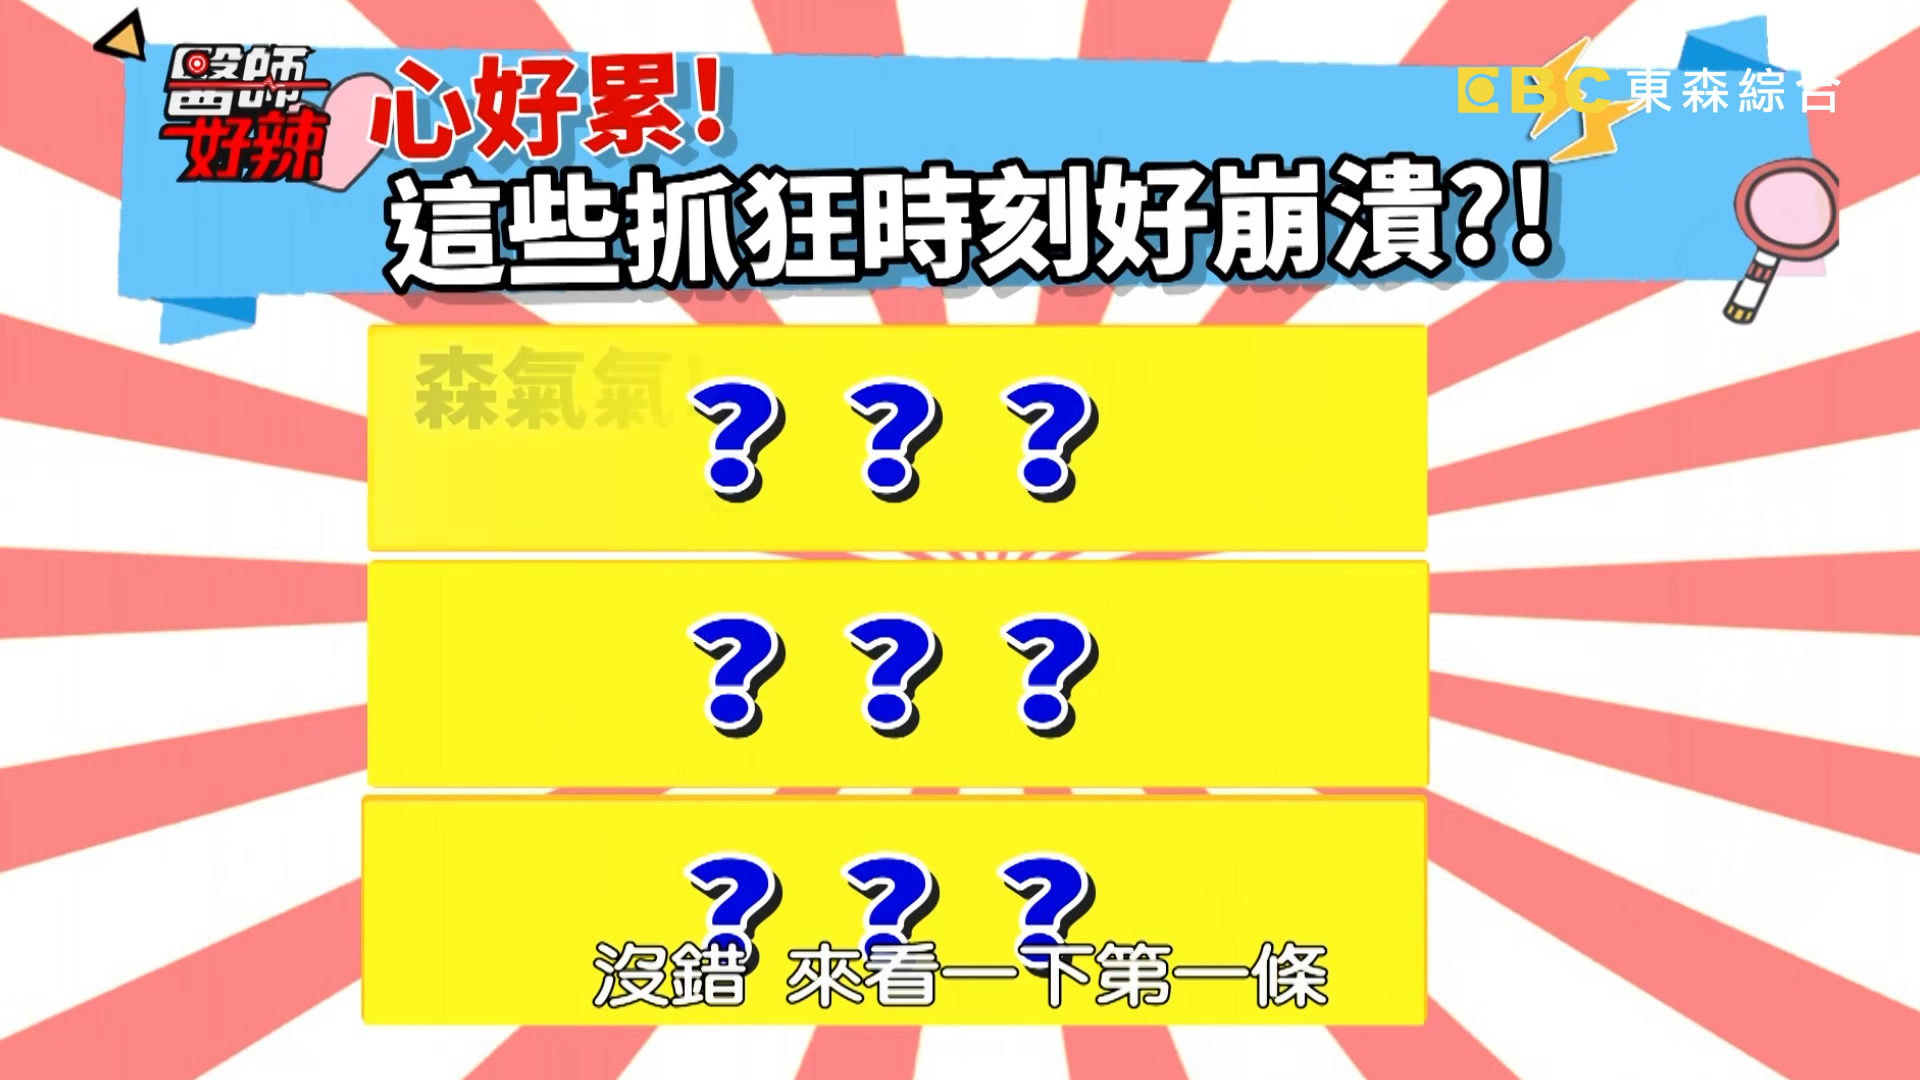 醫師好辣
心好累!
EBC 東森綜合
這些抓狂時刻好崩潰?!
森氣氣!
? ? ?
? ? ?
? ? ?
沒錯 來看一下第一條